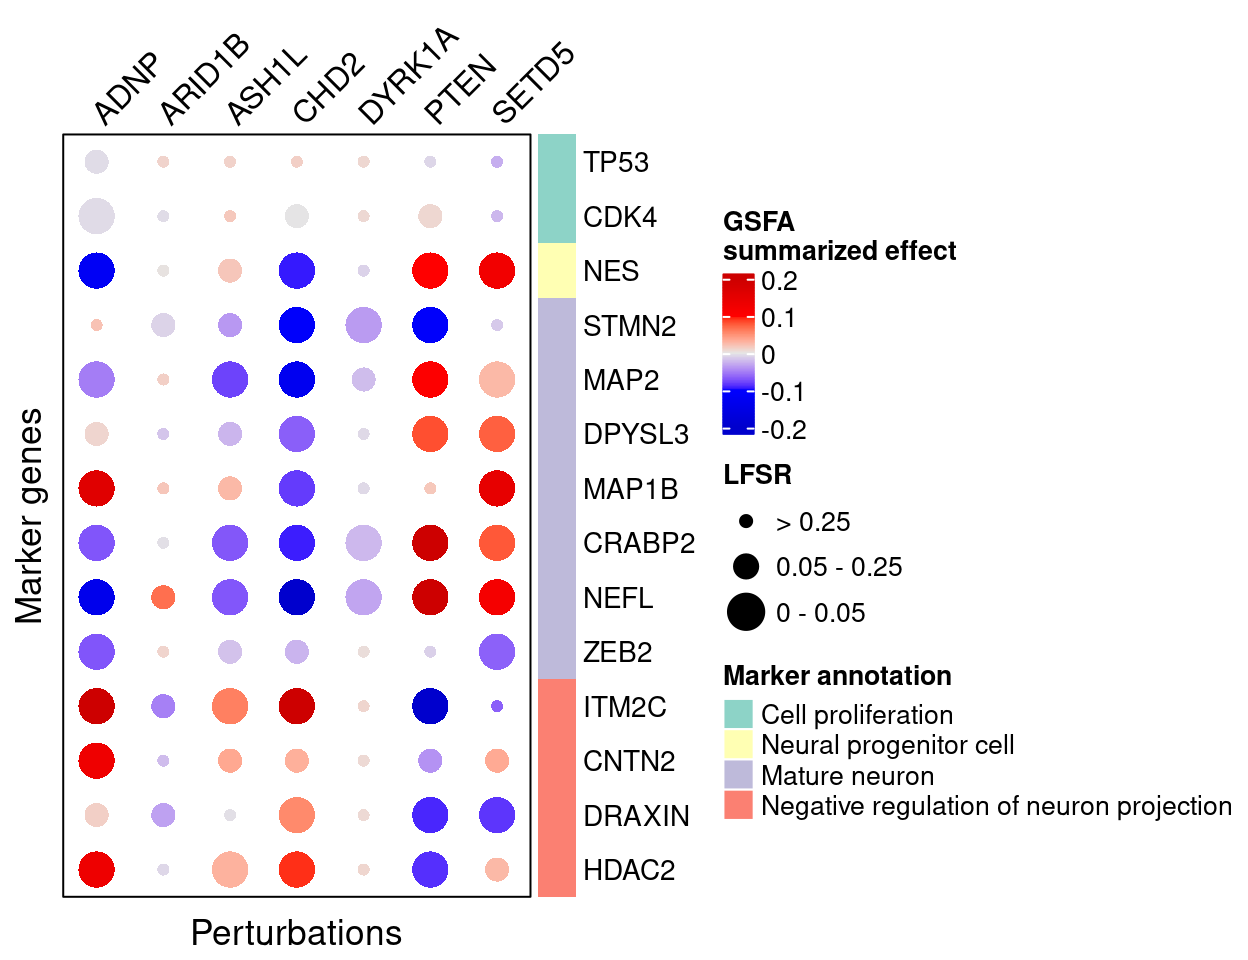 ADNP
ARID1B
ASH1L
CHD2
DYRK1A
PTEN
SETD5
TP53
CDK4
NES
STMN2
MAP2
DPYSL3
MAP1B
CRABP2
NEFL
ZEB2
ITM2C
CNTN2
DRAXIN
HDAC2
Marker genes
Perturbations
GSFA
summarized effect
0.2
0.1
0
-0.1
-0.2
LFSR
> 0.25
0.05 - 0.25
0 - 0.05
Marker annotation
Cell proliferation
Neural progenitor cell
Mature neuron
Negative regulation of neuron projection